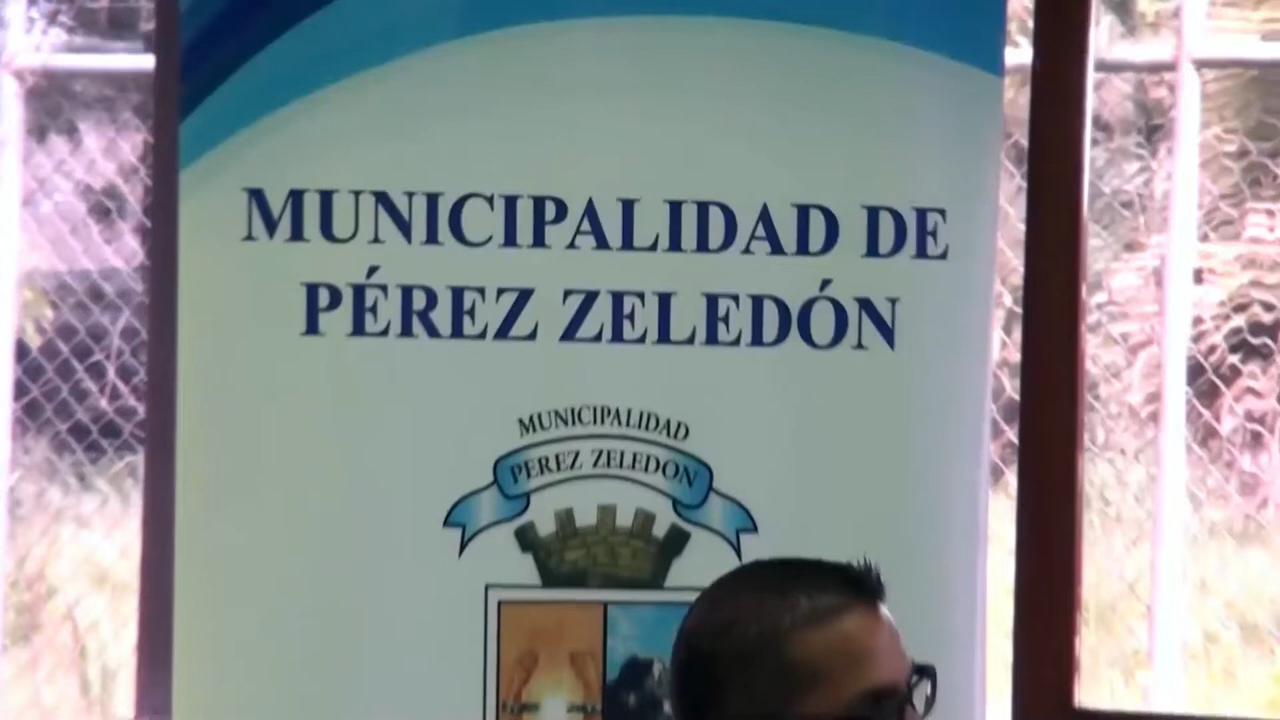 MUNICIPALIDAD DE
PÉREZ ZELEDÓN
MUNICIPALIDAD
PEREZ ZELEDON